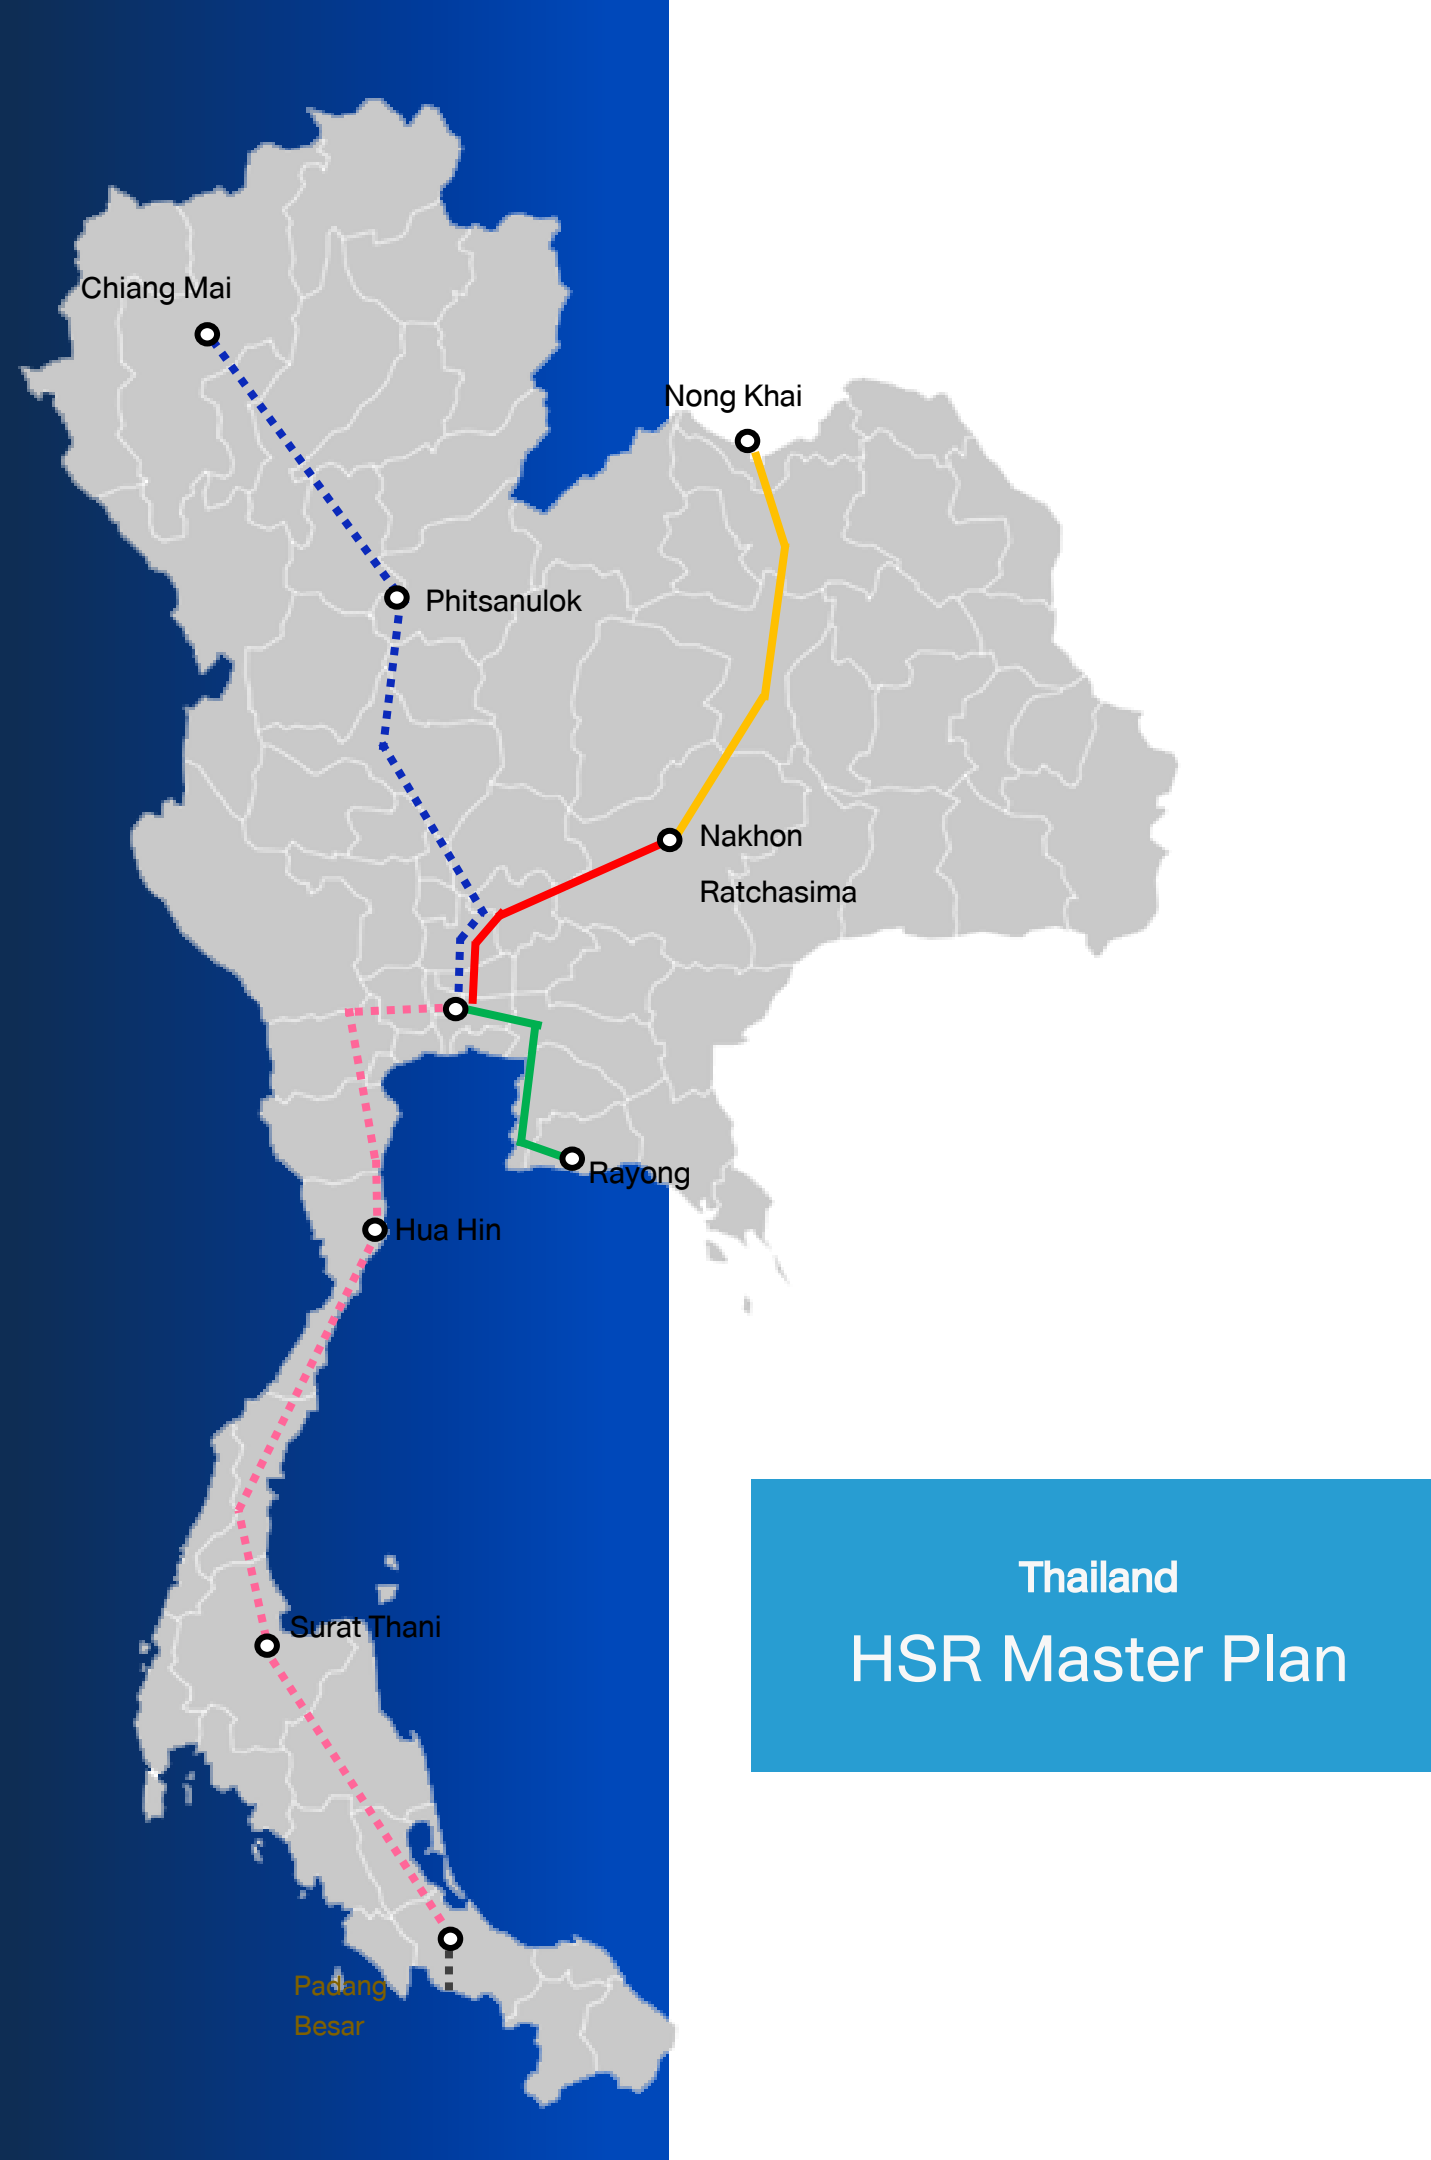 Chiang Mai
Nong Khai
Phitsanulok
Nakhon
Ratchasima
Rayong
Hua Hin
Thailand
HSR Master Plan
Surat Thani
Padang
Besar